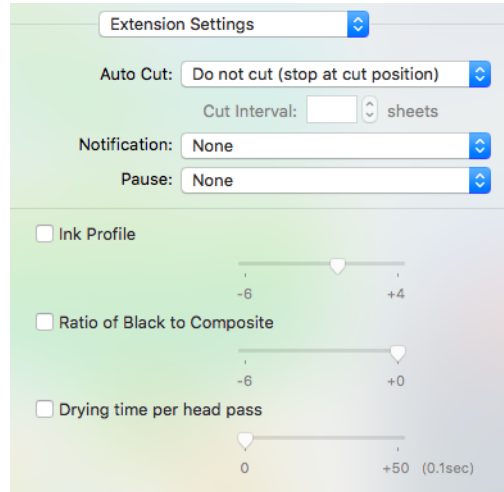 Extension Settings
Auto Cut: Do not cut (stop at cut position)
Cut Interval: sheets
Notification: None
Pause: None
Ink Profile
-6 +4
Ratio of Black to Composite
-6 +0
Drying time per head pass
0 +50 (0.1sec)